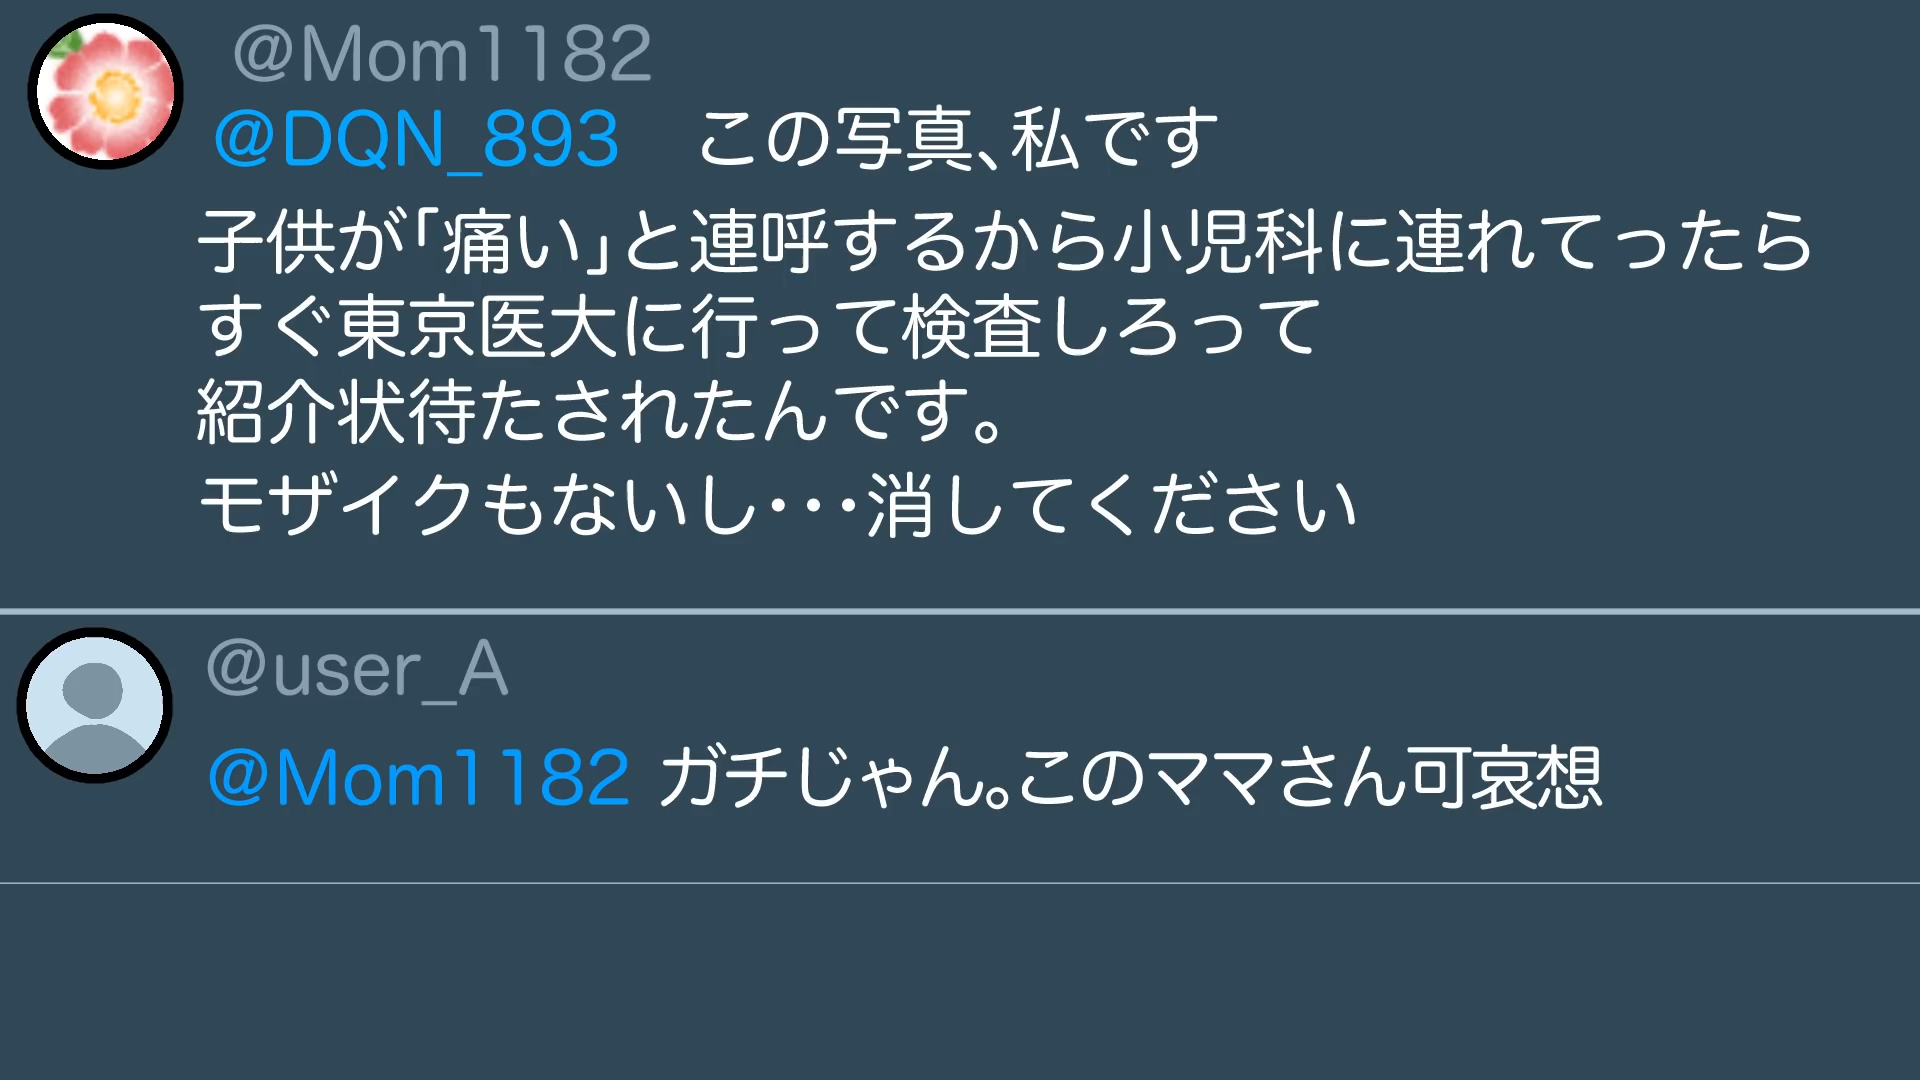 @Mom1182
@DQN_893　この写真、私です
子供が｢痛い｣と連呼するから小児科に連れてったら
すぐ東京医大に行って検査しろって
紹介状待たされたんです。
モザイクもないし･･･消してください
@user_A
@Mom1182 ガチじゃん。このママさん可哀想